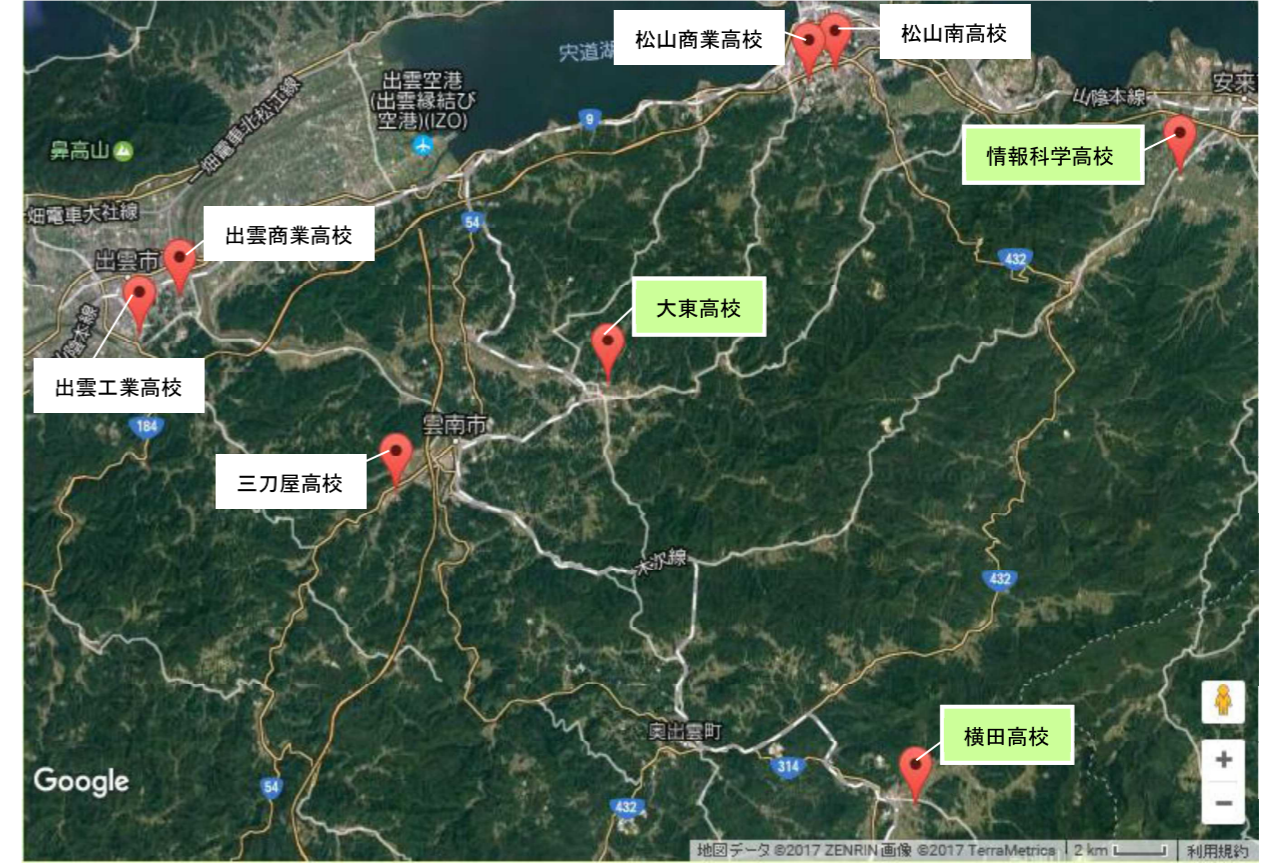 松山商業高校
松山南高校
宍道湖
出雲空港
(出雲縁結び
空港)(IZO)
9
山陰本線
安来
鼻高山
畑電車北松江線
情報科学高校
畑電車大社線
54
出雲商業高校
出雲市
432
大東高校
山陰本線
出雲工業高校
184
雲南市
三刀屋高校
木次線
432
奥出雲町
横田高校
314
Google
54
432
+
−
地図データ ©2017 ZENRIN 画像 ©2017 TerraMetrics
2 km
利用規約